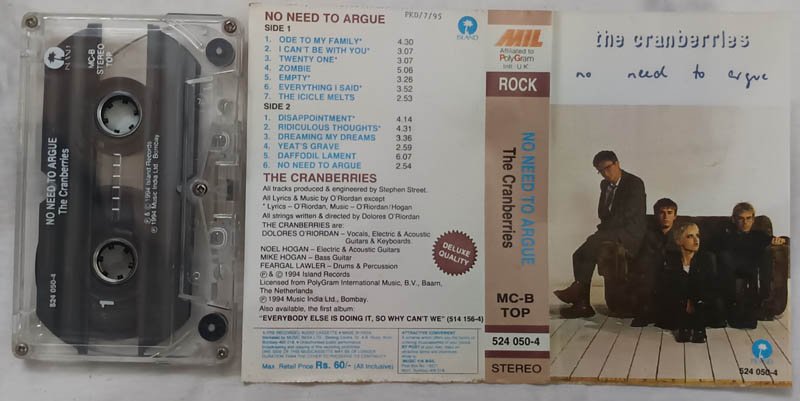 ISLAND
MC-B
STEREO
TOP
NO NEED TO ARGUE
The Cranberries
℗ & © 1994 Island Records
℗ 1994 Music India Ltd. Bombay.
524 050-4
1
NO NEED TO ARGUE
PKD/7/95
ISLAND
SIDE 1
1. ODE TO MY FAMILY* 4.30
2. I CAN'T BE WITH YOU* 3.07
3. TWENTY ONE* 3.07
4. ZOMBIE 5.06
5. EMPTY* 3.26
6. EVERYTHING I SAID* 3.52
7. THE ICICLE MELTS 2.53
SIDE 2
1. DISAPPOINTMENT* 4.14
2. RIDICULOUS THOUGHTS* 4.31
3. DREAMING MY DREAMS 3.36
4. YEAT'S GRAVE 2.59
5. DAFFODIL LAMENT 6.07
6. NO NEED TO ARGUE 2.54
THE CRANBERRIES
All tracks produced & engineered by Stephen Street.
All Lyrics & Music by O'Riordan except
* Lyrics - O'Riordan, Music - O'Riordan/Hogan
All strings written & directed by Dolores O'Riordan
THE CRANBERRIES are:
DOLORES O'RIORDAN - Vocals, Electric & Acoustic
Guitars & Keyboards.
NOEL HOGAN - Electric & Acoustic Guitars
MIKE HOGAN - Bass Guitar
FEARGAL LAWLER - Drums & Percussion
℗ & © 1994 Island Records
Licensed from PolyGram International Music, B.V., Baarn,
The Netherlands
℗ 1994 Music India Ltd., Bombay.
Also available, the first album:
"EVERYBODY ELSE IS DOING IT, SO WHY CAN'T WE" (514 156-4)
DELUXE
QUALITY
Max. Retail Price Rs. 60/- (All Inclusive)
MIL
Affiliated to
PolyGram
Intl - U.K.
ROCK
NO NEED TO ARGUE
The Cranberries
MC-B
TOP
524 050-4
STEREO
the cranberries
no need to argue
ISLAND
524 050-4